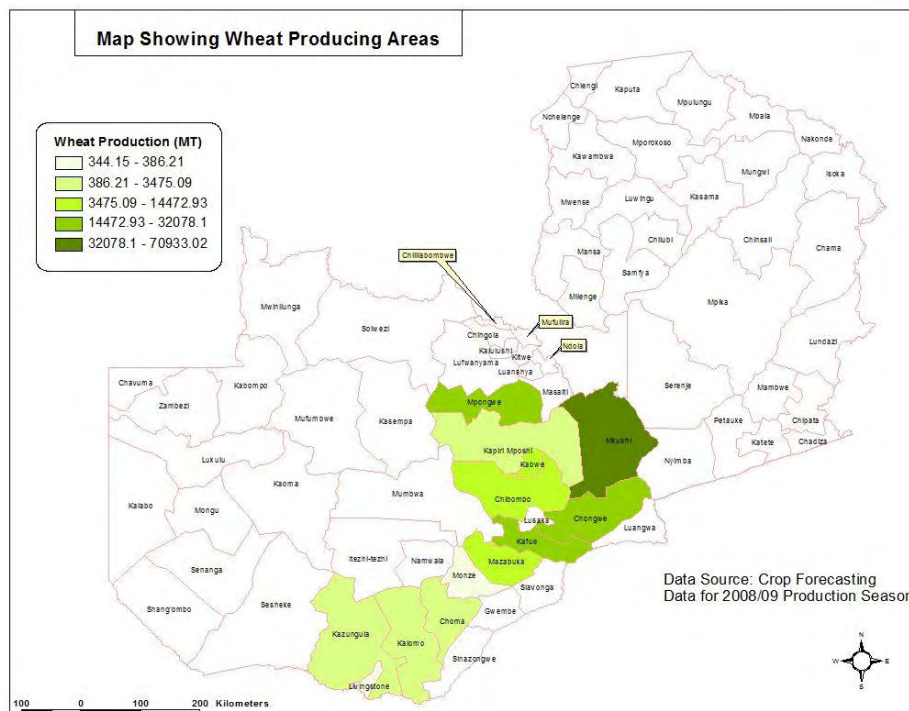 Map Showing Wheat Producing Areas
Wheat Production (MT)
344.15 - 386.21
386.21 - 3475.09
3475.09 - 14472.93
14472.93 - 32078.1
32078.1 - 70933.02
Chiengi
Kaputa
Mpulungu
Mbala
Nchelenge
Mporokoso
Nakonde
Kawambwa
Mungwi
Isoka
Kasama
Mwense
Luwingu
Chilubi
Chinsali
Chama
Mansa
Samfya
Milenge
Mpika
Chililabombwe
Mufulira
Ndola
Mwinilunga
Solwezi
Chingola
Kalulushi
Kitwe
Lufwanyama
Luanshya
Masaiti
Lundazi
Serenje
Mambwe
Chipata
Petauke
Katete
Chadiza
Nyimba
Chavuma
Zambezi
Kabompo
Mufumbwe
Kasempa
Mpongwe
Mkushi
Kapiri Mposhi
Kabwe
Lukulu
Kaoma
Mumbwa
Chibombo
Kalabo
Mongu
Lusaka
Chongwe
Luangwa
Kafue
Itezhi-tezhi
Namwala
Monze
Mazabuka
Siavonga
Senanga
Shang'ombo
Sesheke
Gwembe
Choma
Kazungula
Kalomo
Sinazongwe
Livingstone
Data Source: Crop Forecasting
Data for 2008/09 Production Season
N
W E
S
100 0 100 200 Kilometers